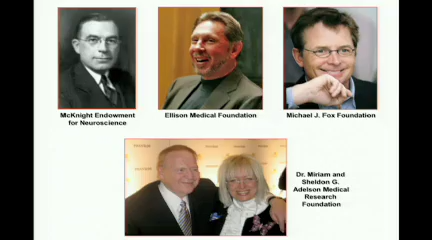 McKnight Endowment
for Neuroscience
Ellison Medical Foundation
Michael J. Fox Foundation
Dr. Miriam and
Sheldon G.
Adelson Medical
Research
Foundation